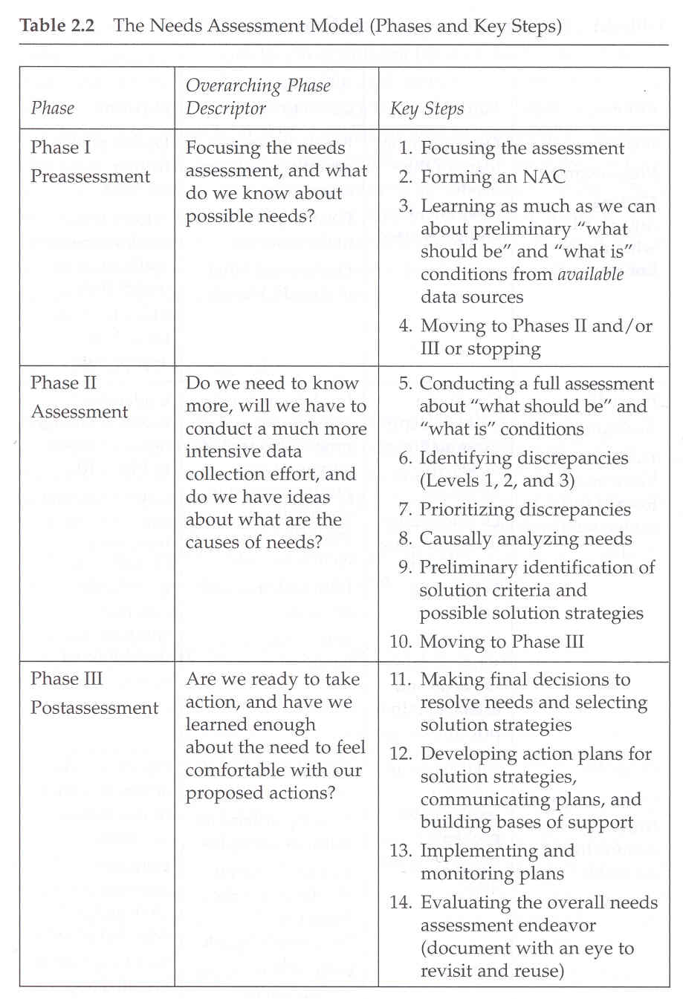 Table 2.2 The Needs Assessment Model (Phases and Key Steps)
Phase
Overarching Phase
Descriptor
Key Steps
Phase I
Preassessment
Focusing the needs
assessment, and what
do we know about
possible needs?
1. Focusing the assessment
2. Forming an NAC
3. Learning as much as we can
about preliminary “what
should be” and “what is”
conditions from available
data sources
4. Moving to Phases II and/or
III or stopping
Phase II
Assessment
Do we need to know
more, will we have to
conduct a much more
intensive data
collection effort, and
do we have ideas
about what are the
causes of needs?
5. Conducting a full assessment
about “what should be” and
“what is” conditions
6. Identifying discrepancies
(Levels 1, 2, and 3)
7. Prioritizing discrepancies
8. Causally analyzing needs
9. Preliminary identification of
solution criteria and
possible solution strategies
10. Moving to Phase III
Phase III
Postassessment
Are we ready to take
action, and have we
learned enough
about the need to feel
comfortable with our
proposed actions?
11. Making final decisions to
resolve needs and selecting
solution strategies
12. Developing action plans for
solution strategies,
communicating plans, and
building bases of support
13. Implementing and
monitoring plans
14. Evaluating the overall needs
assessment endeavor
(document with an eye to
revisit and reuse)